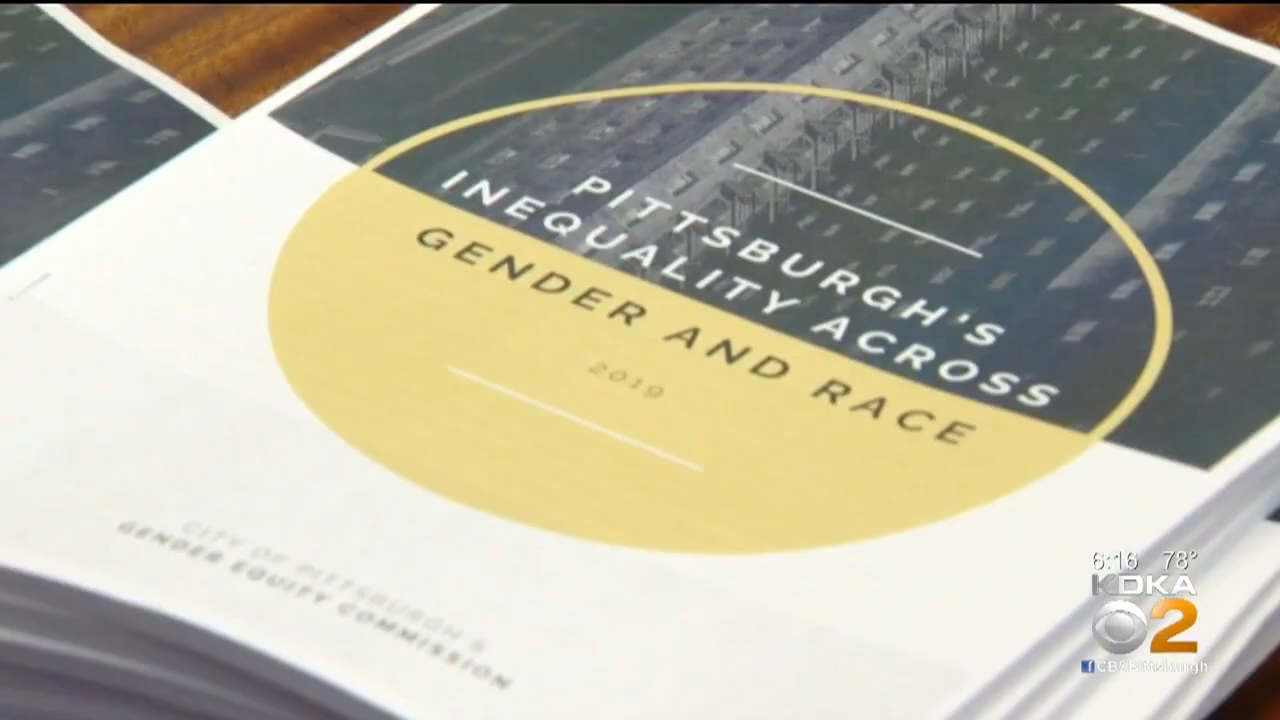 PITTSBURGH'S
INEQUALITY ACROSS
GENDER AND RACE
2019
CITY OF PITTSBURGH'S
GENDER EQUITY COMMISSION
6:16 78°
KDKA
2
CBSPittsburgh